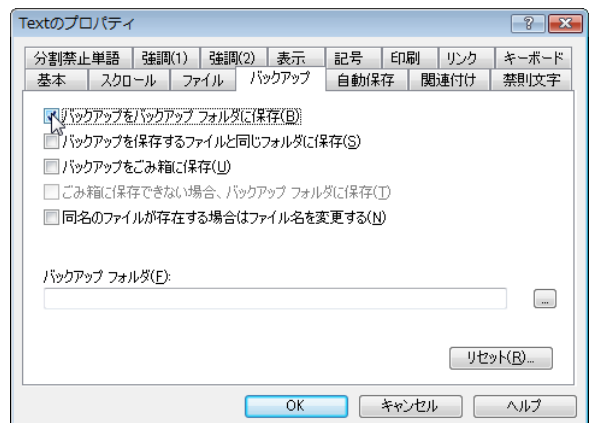 Textのプロパティ
分割禁止単語 強調(1) 強調(2) 表示 記号 印刷 リンク キーボード
基本 スクロール ファイル バックアップ 自動保存 関連付け 禁則文字
バックアップをバックアップ フォルダに保存(B)
バックアップを保存するファイルと同じフォルダに保存(S)
バックアップをごみ箱に保存(U)
ごみ箱に保存できない場合、バックアップ フォルダに保存(T)
同名のファイルが存在する場合はファイル名を変更する(N)
バックアップ フォルダ(F):
...
リセット(R)...
OK キャンセル ヘルプ